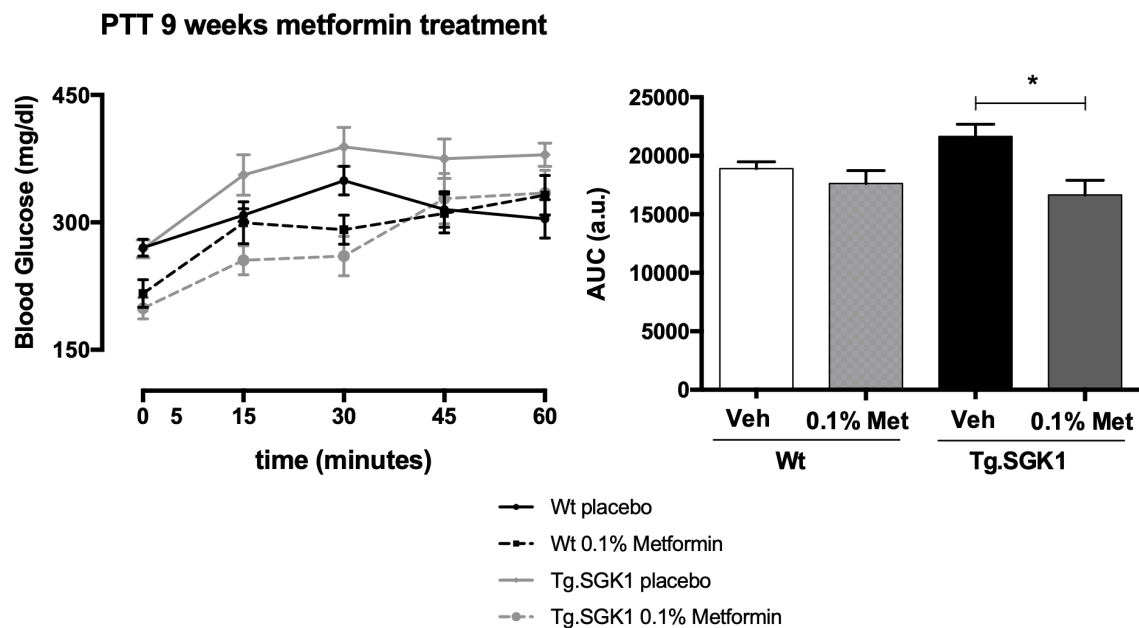 PTT 9 weeks metformin treatment
Blood Glucose (mg/dl)
450
300
150
0 5 15 30 45 60
time (minutes)
AUC (a.u.)
25000
20000
15000
10000
5000
0
*
Veh 0.1% Met Veh 0.1% Met
Wt Tg.SGK1
Wt placebo
Wt 0.1% Metformin
Tg.SGK1 placebo
Tg.SGK1 0.1% Metformin